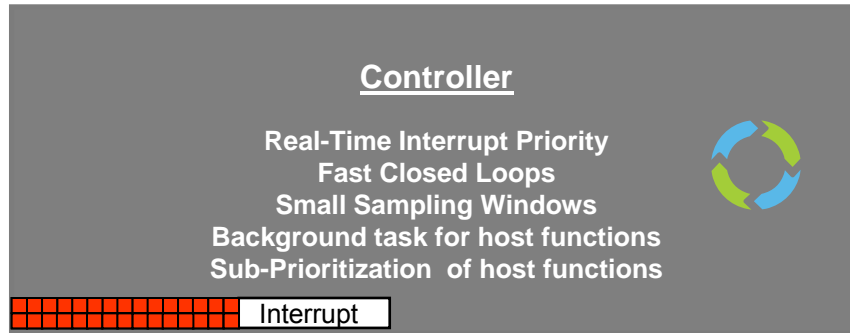 Controller
Real-Time Interrupt Priority
Fast Closed Loops
Small Sampling Windows
Background task for host functions
Sub-Prioritization of host functions
Interrupt